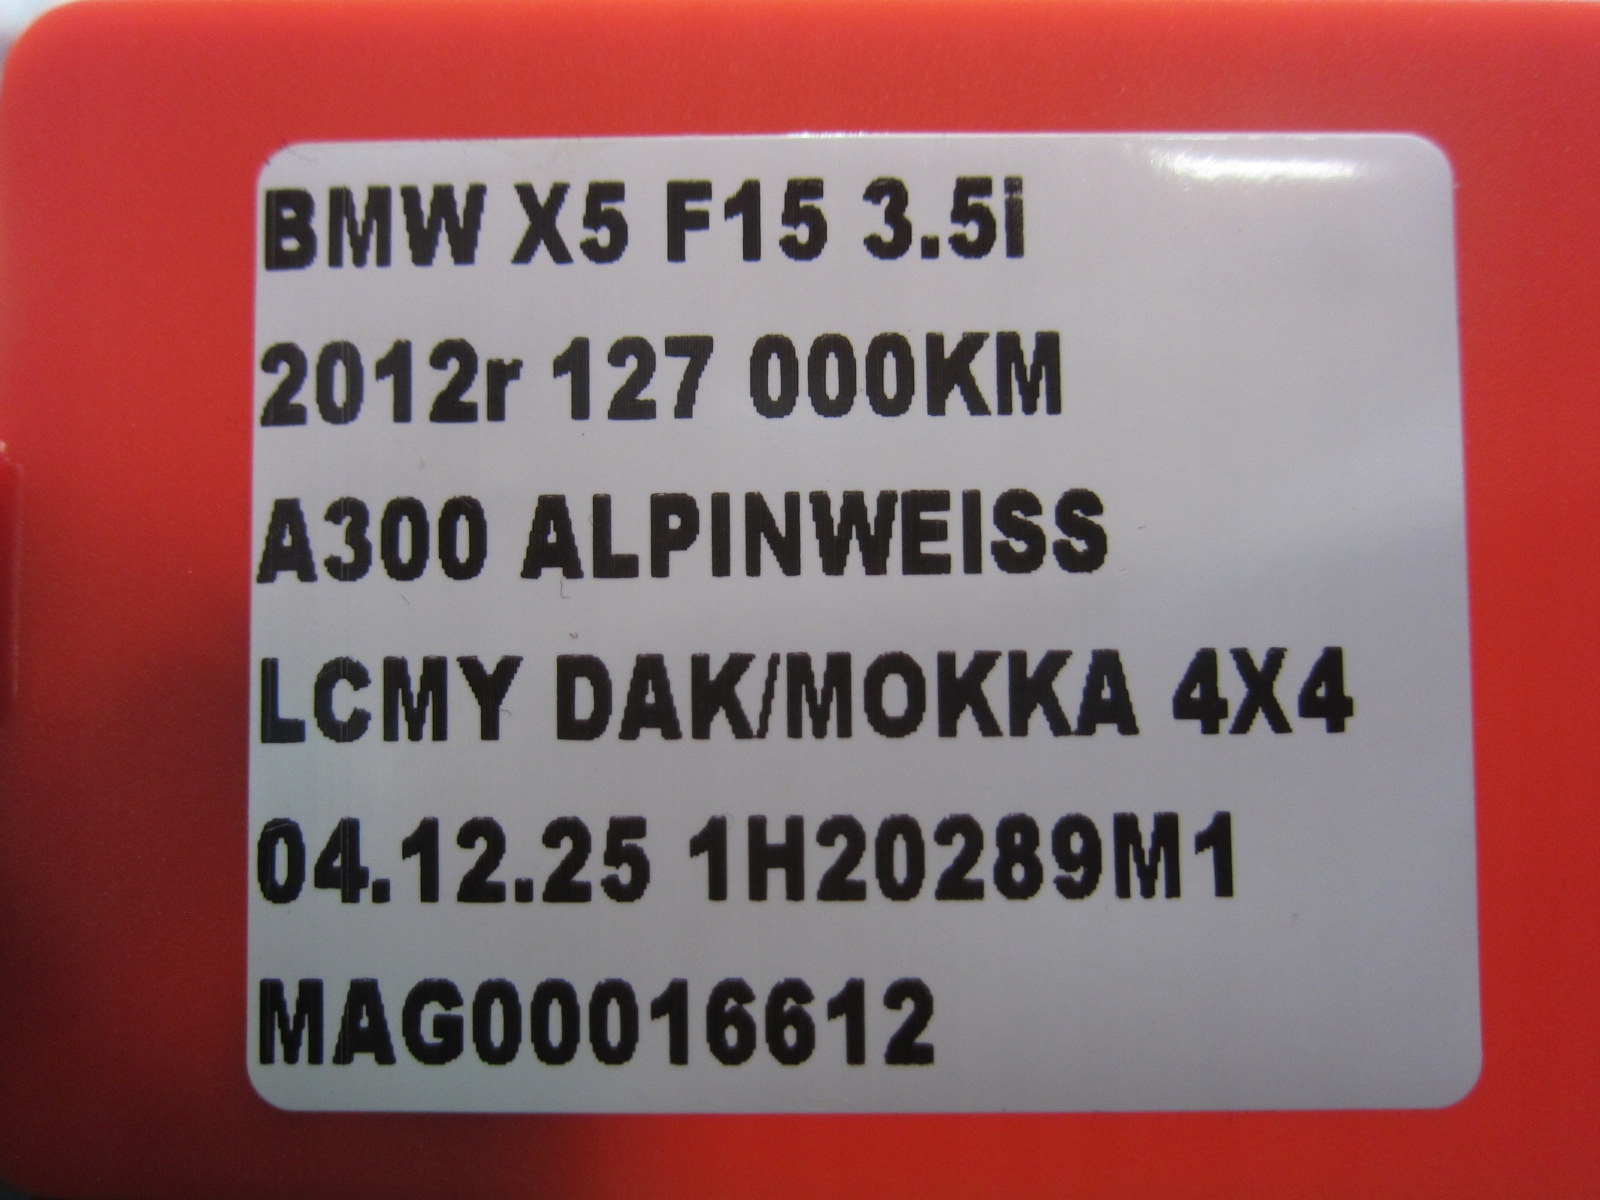 BMW X5 F15 3.5i
2012r 127 000KM
A300 ALPINWEISS
LCMY DAK/MOKKA 4X4
04.12.25 1H20289M1
MAG00016612